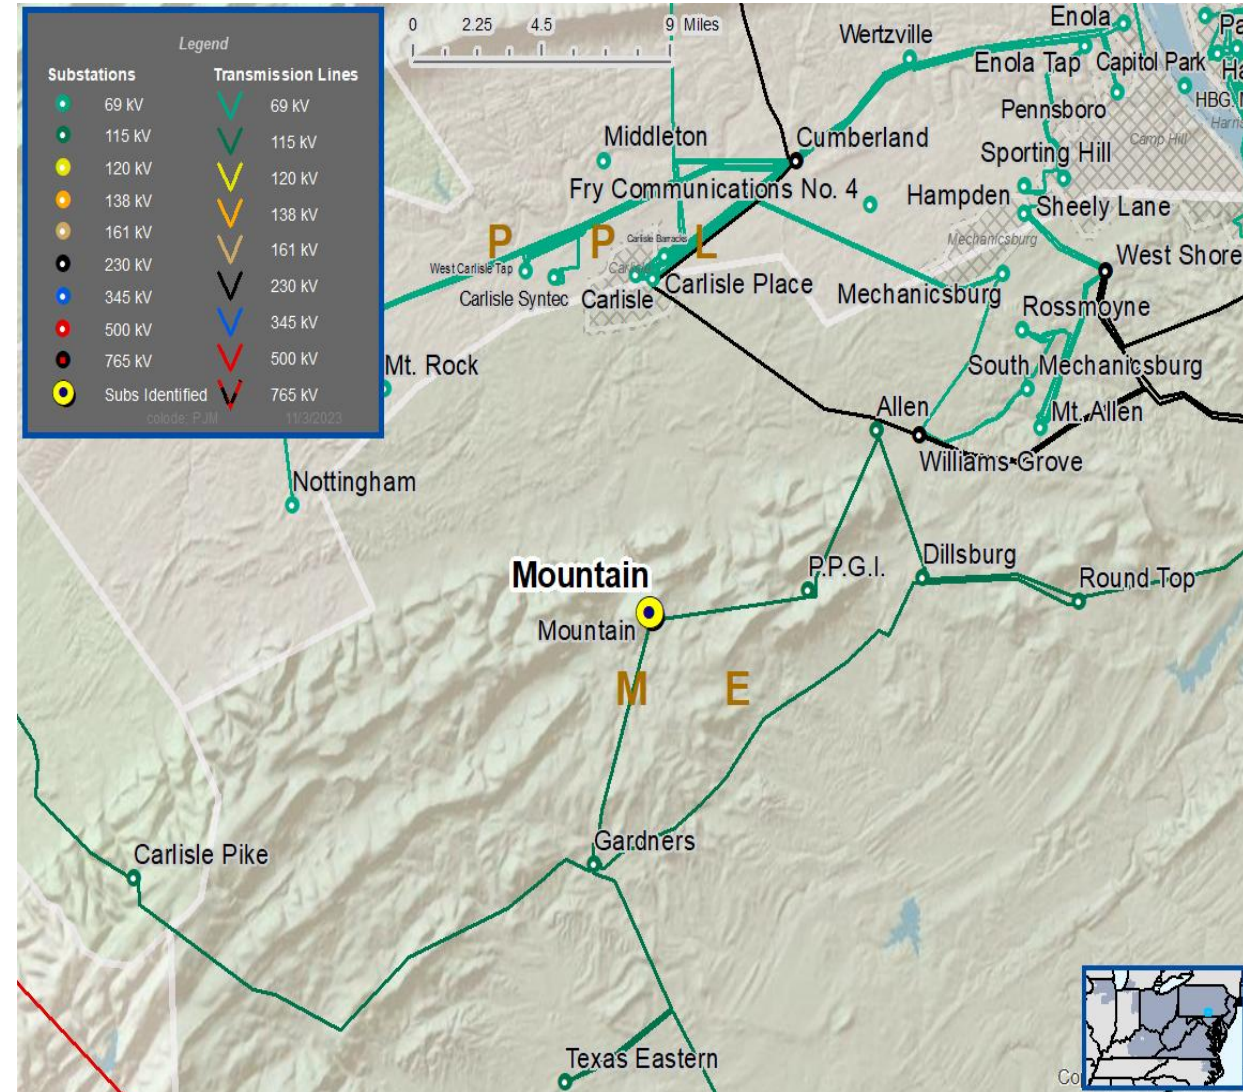 Legend
Substations
Transmission Lines
69 kV
69 kV
115 kV
115 kV
120 kV
120 kV
138 kV
138 kV
161 kV
161 kV
230 kV
230 kV
345 kV
345 kV
500 kV
500 kV
765 kV
765 kV
Subs Identified
colode: PJM
11/3/2023
0 2.25 4.5 9 Miles
Enola
Wertzville
Enola Tap
Capitol Park
Pennsboro
HBG.
Middleton
Cumberland
Camp Hill
Sporting Hill
Fry Communications No. 4
Hampden
Sheely Lane
P P L
Carlisle Barracks
Mechanicsburg
West Shore
West Carlisle Tap
Carlisle Syntec
Carlisle
Carlisle Place
Mechanicsburg
Rossmoyne
Mt. Rock
South Mechanicsburg
Allen
Mt. Allen
Williams Grove
Nottingham
Mountain
P.P.G.I.
Dillsburg
Round Top
Mountain
M E
Gardners
Carlisle Pike
Texas Eastern